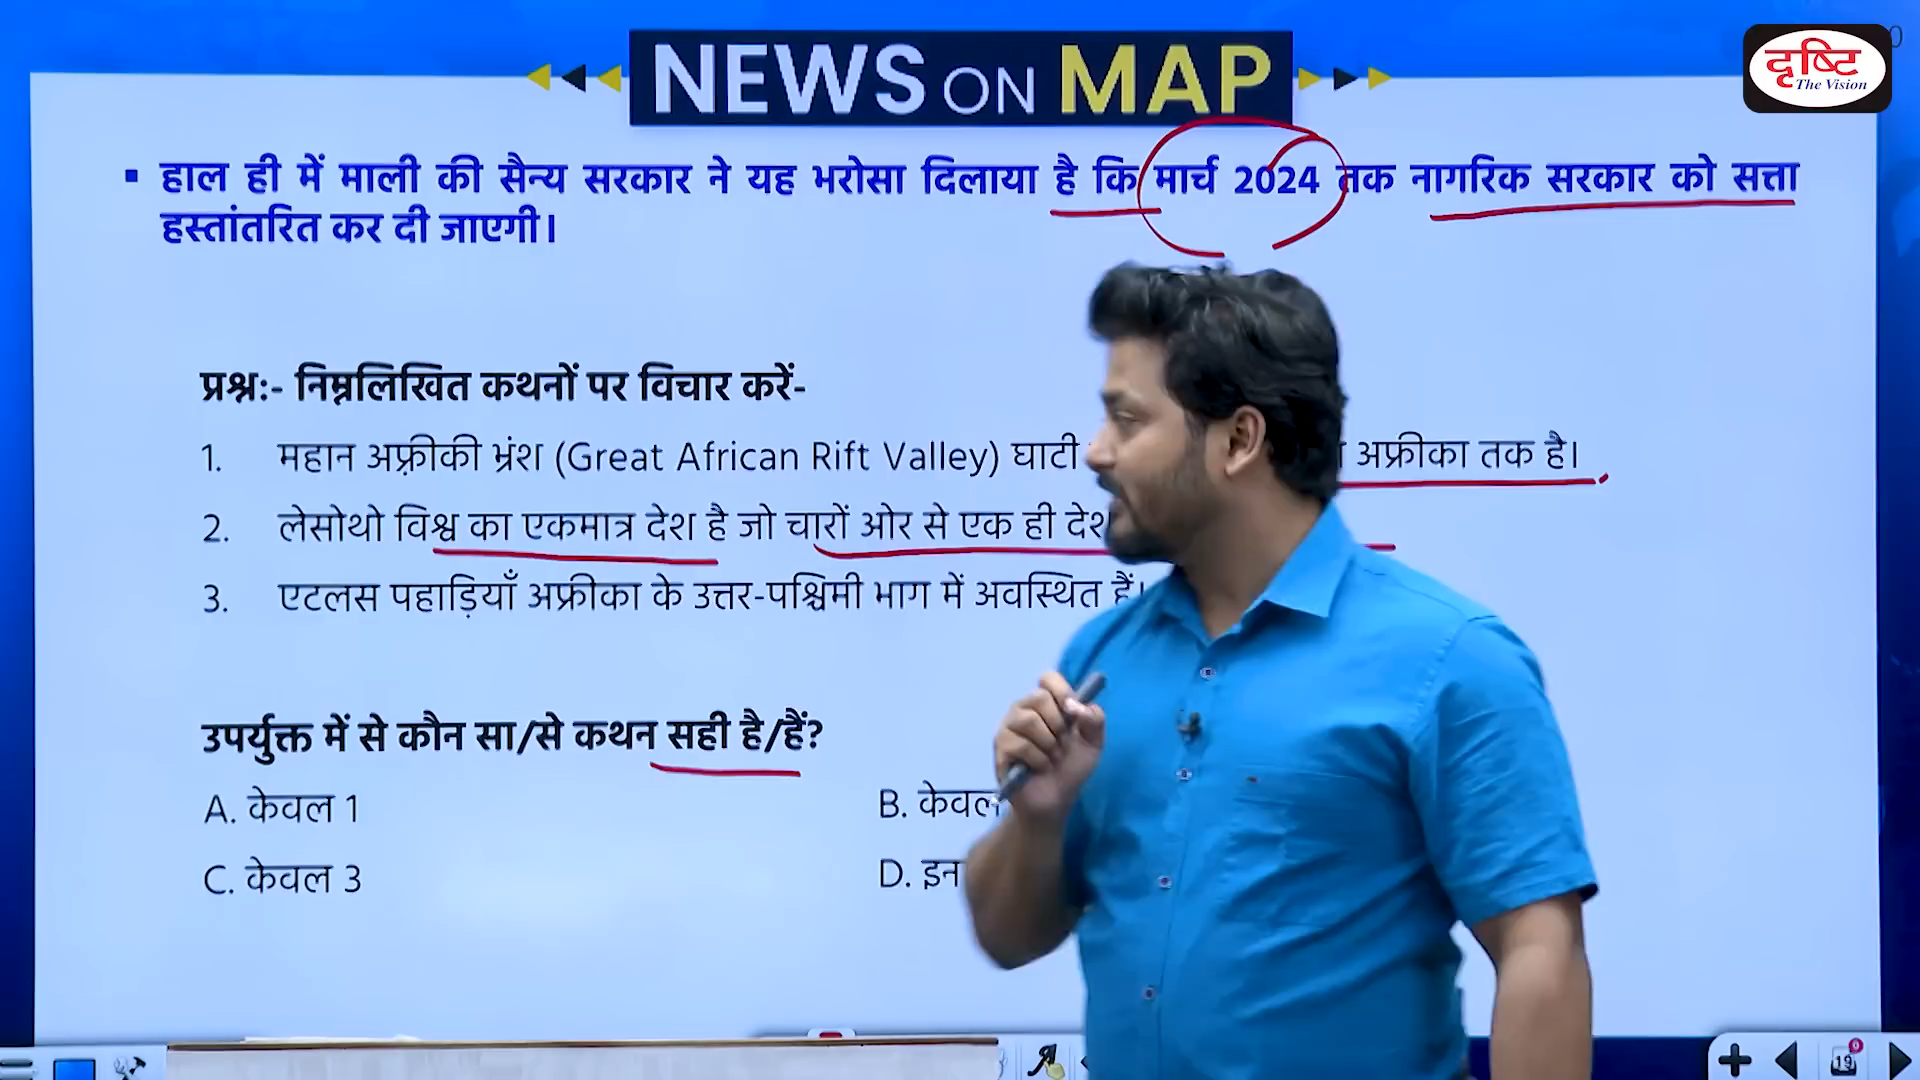 NEWS ON MAP
दृष्टि
The Vision
हाल ही में माली की सैन्य सरकार ने यह भरोसा दिलाया है कि मार्च 2024 तक नागरिक सरकार को सत्ता
हस्तांतरित कर दी जाएगी।
प्रश्न:- निम्नलिखित कथनों पर विचार करें-
1. महान अफ्रीकी भ्रंश (Great African Rift Valley) घाटी अफ्रीका तक है।
2. लेसोथो विश्व का एकमात्र देश है जो चारों ओर से एक ही देश
3. एटलस पहाड़ियाँ अफ्रीका के उत्तर-पश्चिमी भाग में अवस्थित हैं।
उपर्युक्त में से कौन सा/से कथन सही है/हैं?
A. केवल 1
B. केवल
C. केवल 3
D. इन
19